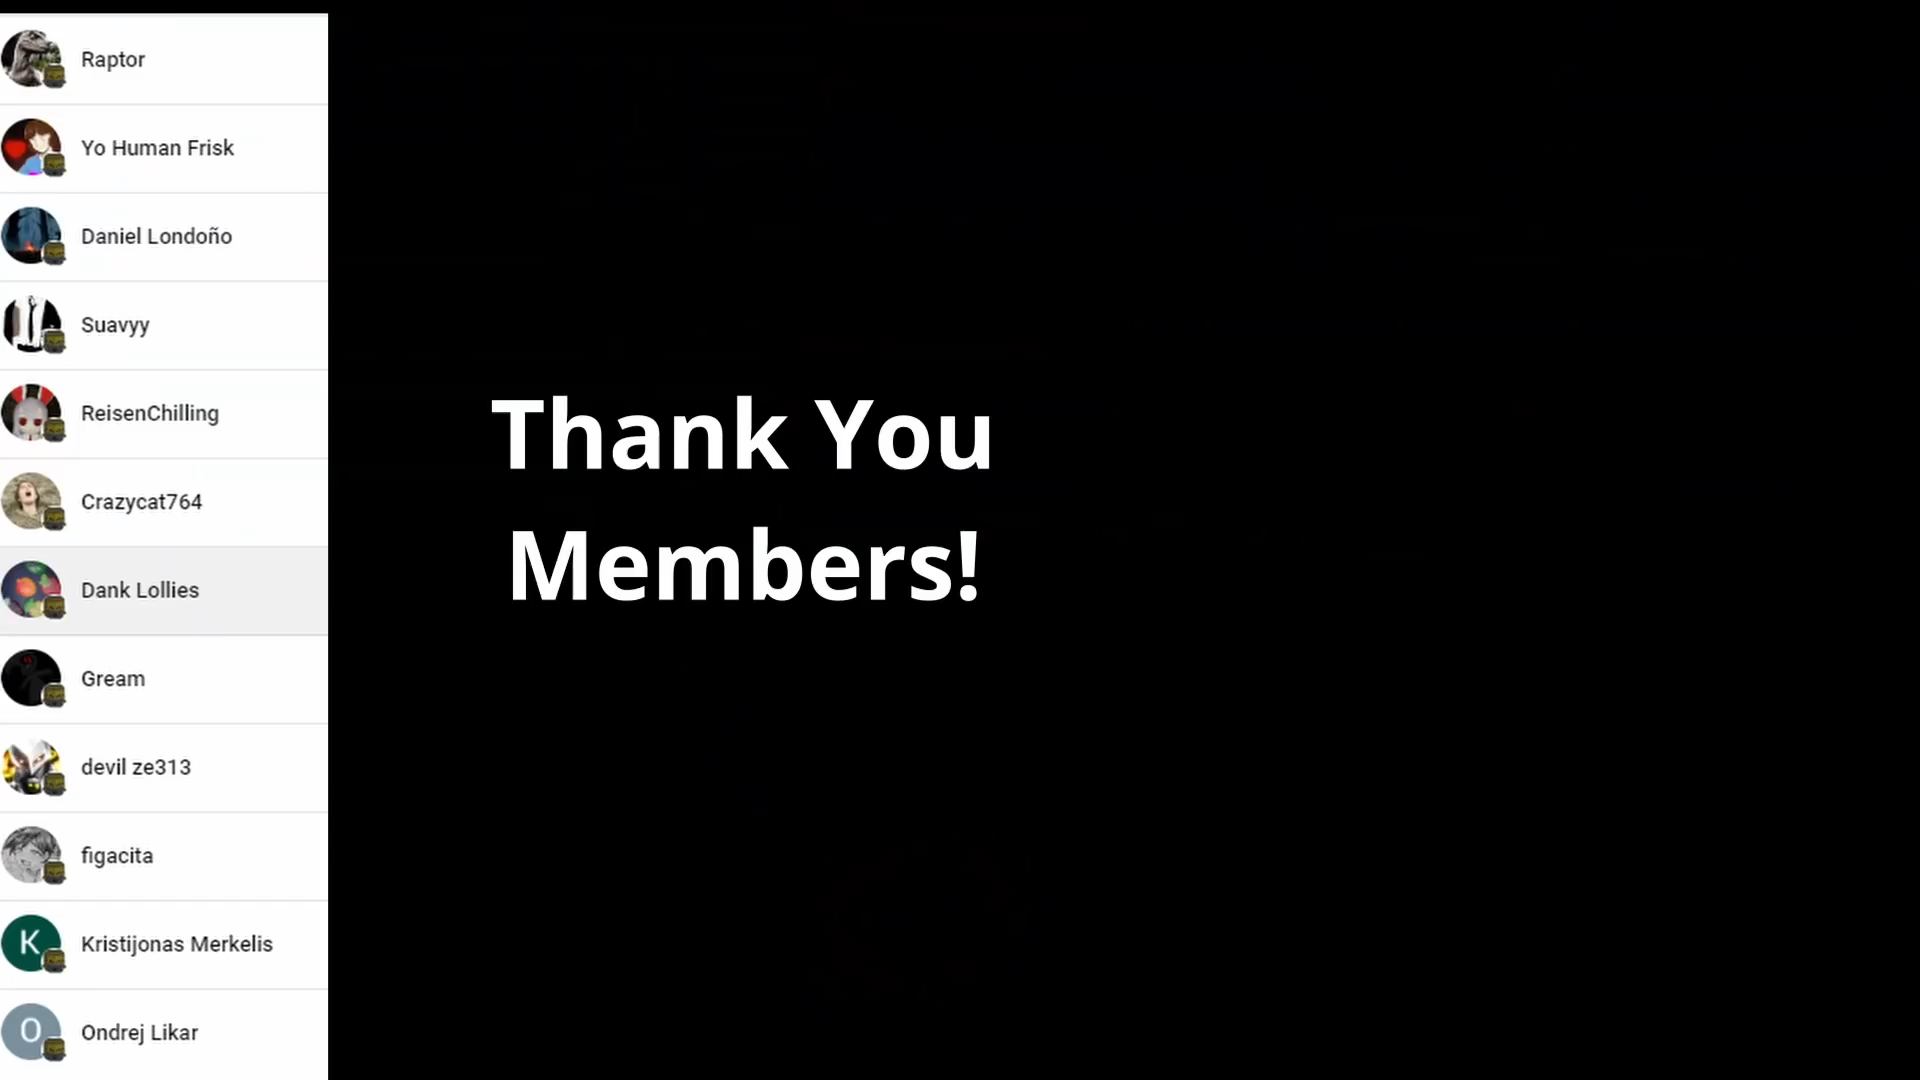 Raptor
Yo Human Frisk
Daniel Londoño
Suavyy
ReisenChilling
Crazycat764
Dank Lollies
Gream
devil ze313
figacita
K
Kristijonas Merkelis
O
Ondrej Likar
Thank You
Members!